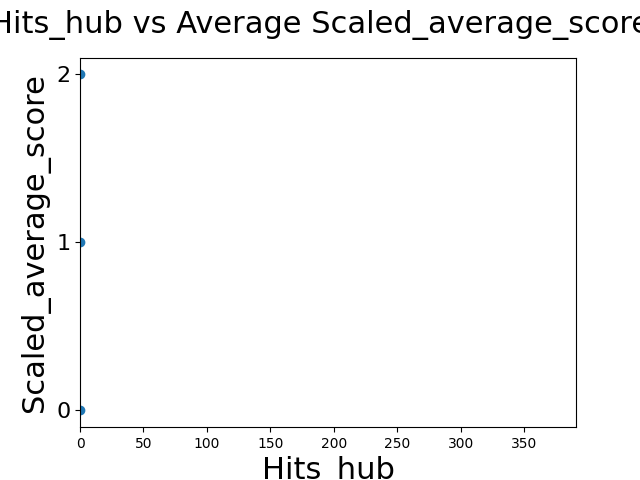 Hits_hub vs Average Scaled_average_score
Scaled_average_score
2
1
0
0 50 100 150 200 250 300 350
Hits_hub